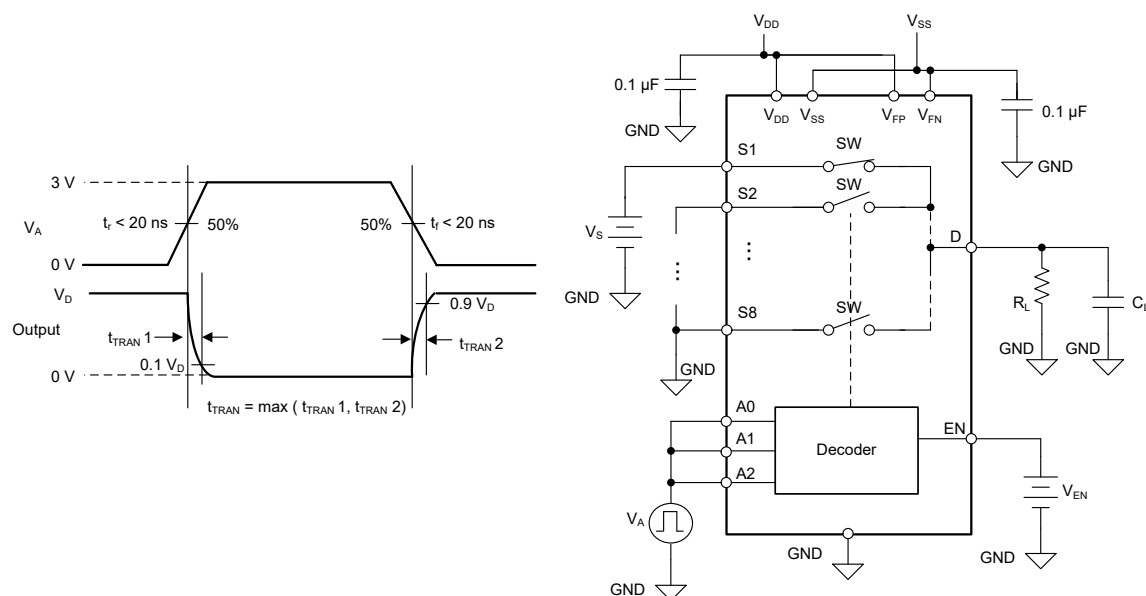 3 V
V_A
t_r < 20 ns
50%
50%
t_f < 20 ns
0 V
V_D
Output
t_TRAN 1
0.9 V_D
t_TRAN 2
0.1 V_D
0 V
t_TRAN = max ( t_TRAN 1, t_TRAN 2)
V_DD
V_SS
0.1 µF
GND
V_DD
V_SS
V_FP
V_FN
0.1 µF
GND
S1
SW
S2
SW
V_S
GND
...
...
D
S8
SW
GND
R_L
GND
C_L
GND
A0
A1
A2
Decoder
EN
V_EN
GND
V_A
GND
GND